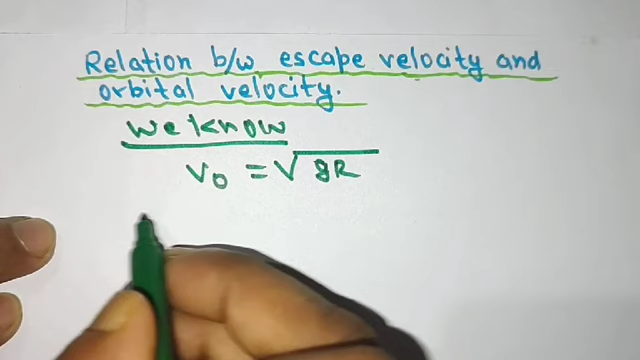 Relation b/w escape velocity and
orbital velocity.
We know
V₀ = √gR